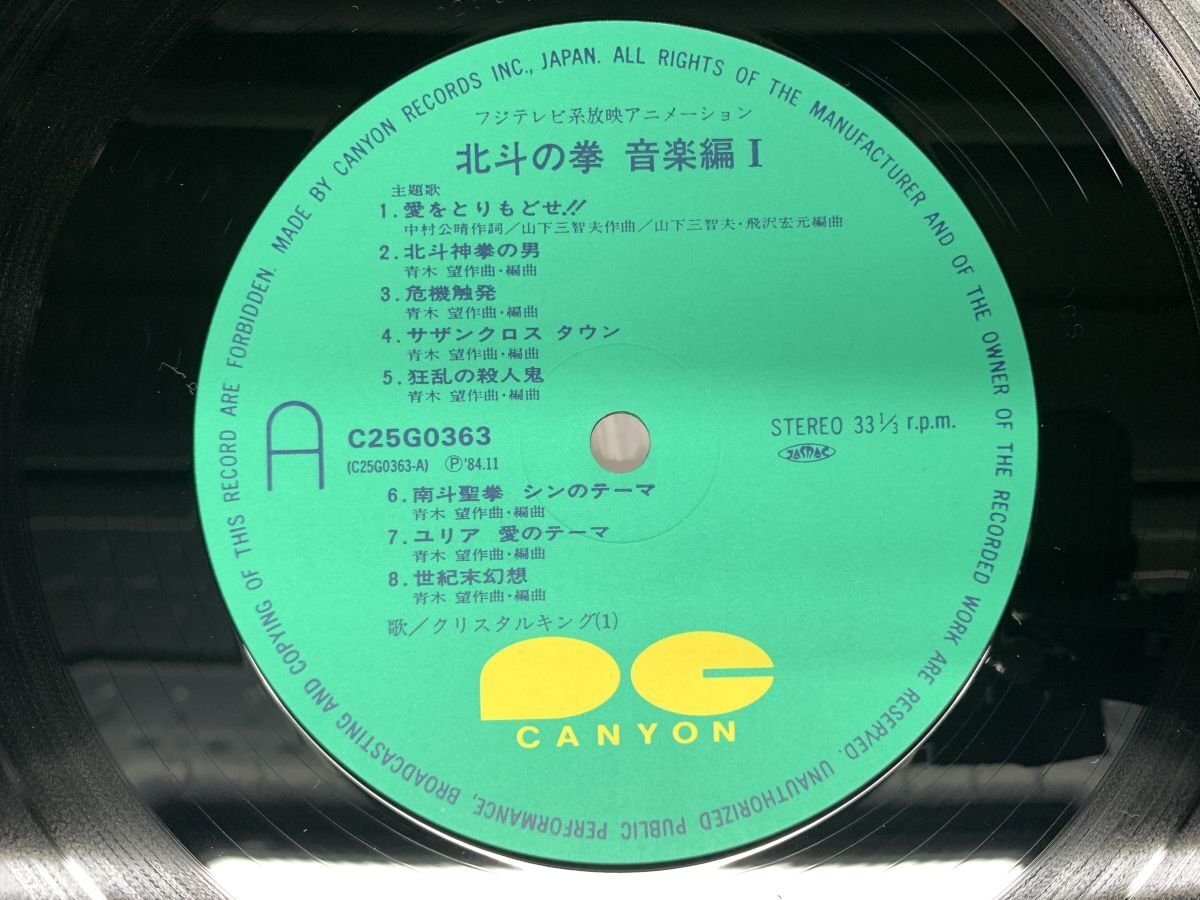 MADE BY CANYON RECORDS INC., JAPAN. ALL RIGHTS OF THE MANUFACTURER AND OF THE OWNER OF THE RECORDED WORK ARE RESERVED. UNAUTHORIZED PUBLIC PERFORMANCE, BROADCASTING AND COPYING OF THIS RECORD ARE FORBIDDEN.
フジテレビ系放映アニメーション
北斗の拳 音楽編 I
主題歌
1. 愛をとりもどせ!!
中村公晴作詞/山下三智夫作曲/山下三智夫・飛沢宏元編曲
2. 北斗神拳の男
青木 望作曲・編曲
3. 危機触発
青木 望作曲・編曲
4. サザンクロス タウン
青木 望作曲・編曲
5. 狂乱の殺人鬼
青木 望作曲・編曲
A
C25G0363
(C25G0363-A) Ⓟ'84.11
STEREO 33 1/3 r.p.m.
JASRAC
6. 南斗聖拳 シンのテーマ
青木 望作曲・編曲
7. ユリア 愛のテーマ
青木 望作曲・編曲
8. 世紀末幻想
青木 望作曲・編曲
歌/クリスタルキング(1)
CANYON